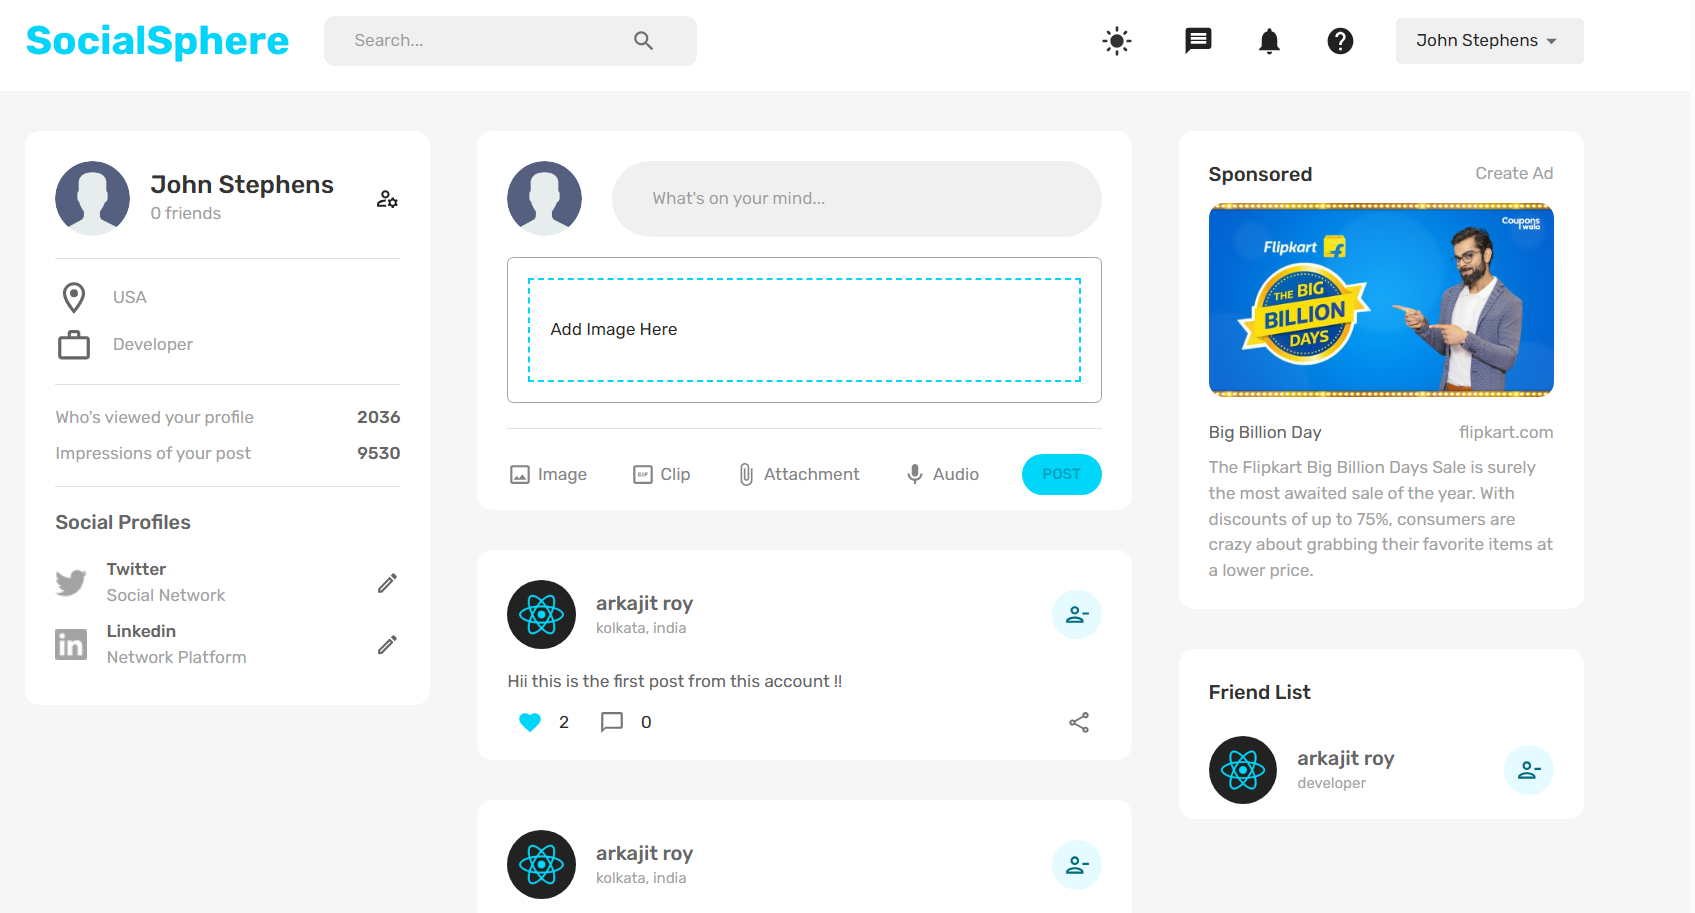 SocialSphere
Search...
John Stephens
John Stephens
0 friends
USA
Developer
Who's viewed your profile 2036
Impressions of your post 9530
Social Profiles
Twitter
Social Network
Linkedin
Network Platform
What's on your mind...
Add Image Here
Image GIF Clip Attachment Audio POST
arkajit roy
kolkata, india
Hii this is the first post from this account !!
2 0
arkajit roy
kolkata, india
Sponsored Create Ad
Coupons
wala
Flipkart
THE BIG
BILLION
DAYS
Big Billion Day flipkart.com
The Flipkart Big Billion Days Sale is surely
the most awaited sale of the year. With
discounts of up to 75%, consumers are
crazy about grabbing their favorite items at
a lower price.
Friend List
arkajit roy
developer